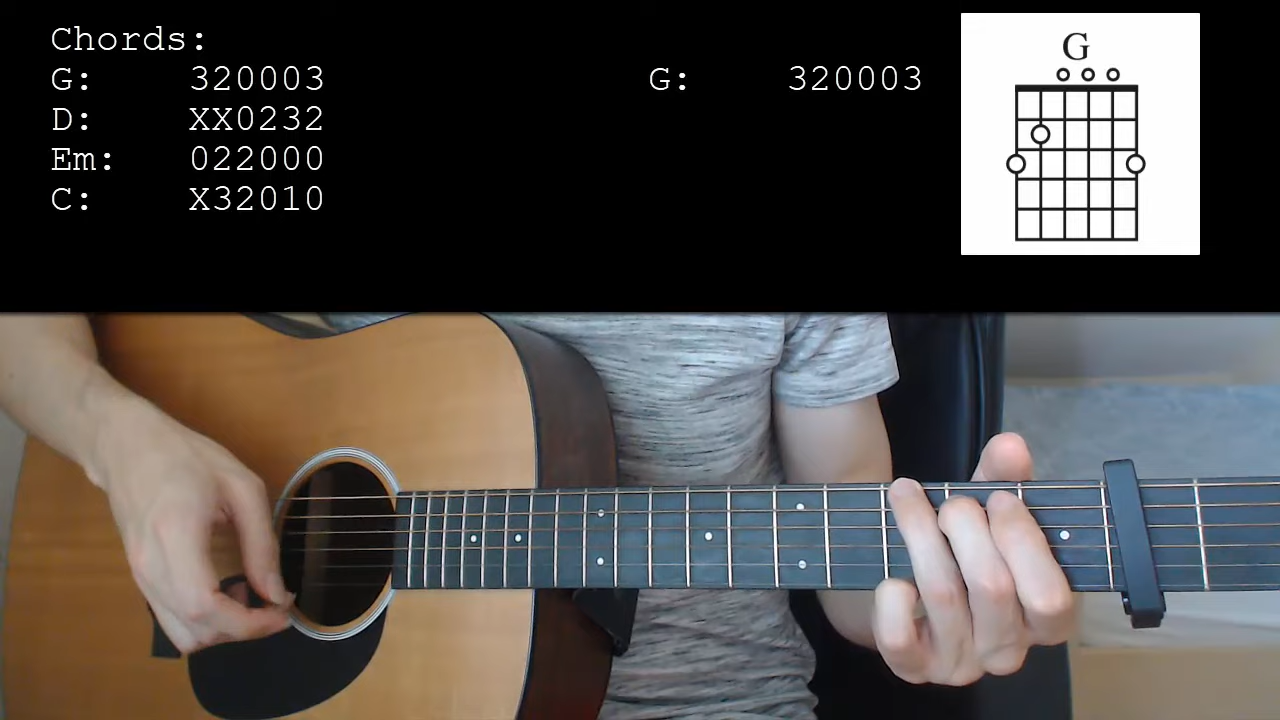 Chords:
G: 320003
D: XX0232
Em: 022000
C: X32010
G: 320003
G